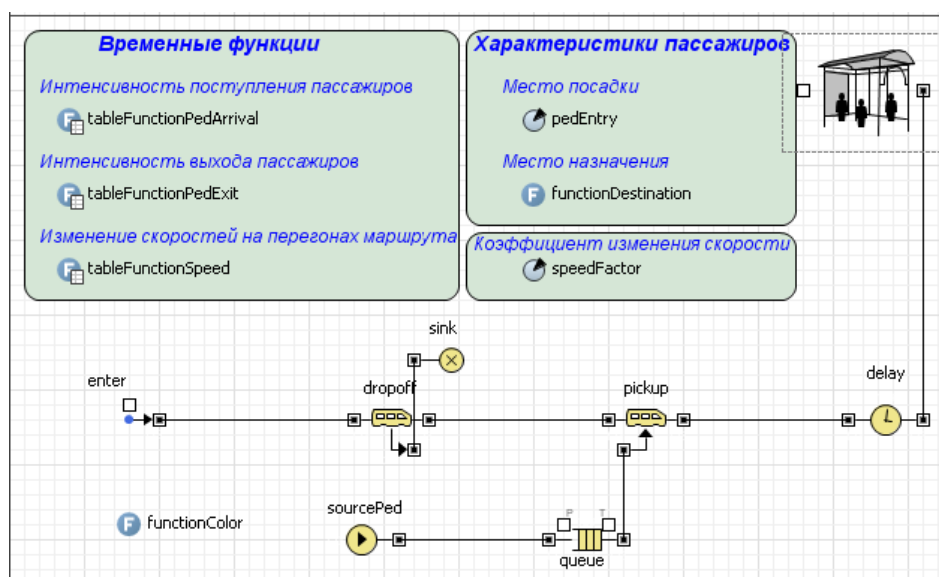 Временные функции
Интенсивность поступления пассажиров
tableFunctionPedArrival
Интенсивность выхода пассажиров
tableFunctionPedExit
Изменение скоростей на перегонах маршрута
tableFunctionSpeed
Характеристики пассажиров
Место посадки
pedEntry
Место назначения
functionDestination
Коэффициент изменения скорости
speedFactor
sink
enter
dropoff
pickup
delay
functionColor
sourcePed
P T
queue